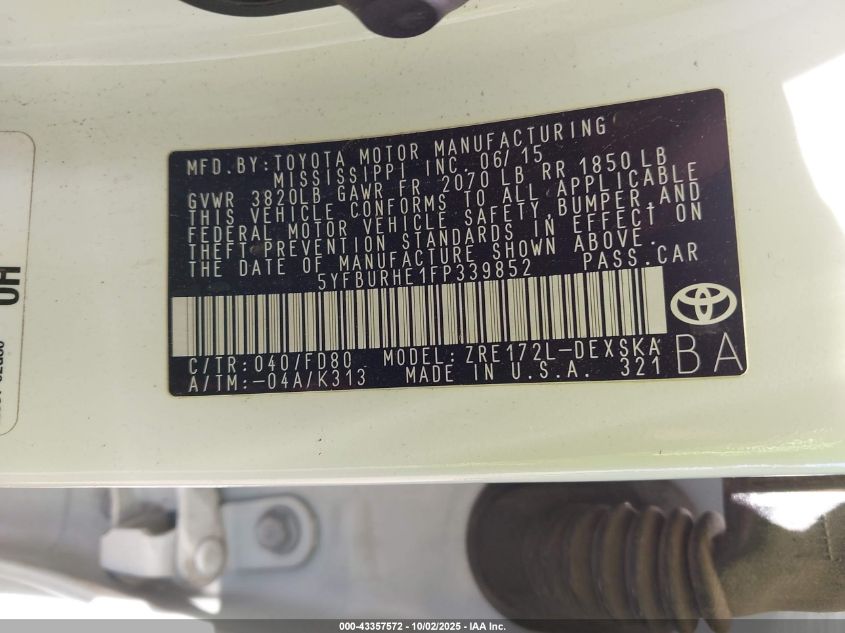 MFD.BY:TOYOTA MOTOR MANUFACTURING
MISSISSIPPI INC. 06/15
GVWR 3820LB GAWR FR 2070 LB RR 1850 LB
THIS VEHICLE CONFORMS TO ALL APPLICABLE
FEDERAL MOTOR VEHICLE SAFETY,BUMPER,AND
THEFT PREVENTION STANDARDS IN EFFECT ON
THE DATE OF MANUFACTURE SHOWN ABOVE.
5YFBURHE1FP339852 PASS.CAR
C/TR:040/FD80 MODEL:ZRE172L-DEXSKA
A/TM:-04A/K313 MADE IN U.S.A. 321
BA
000-43357572 - 10/02/2025 - IAA Inc.